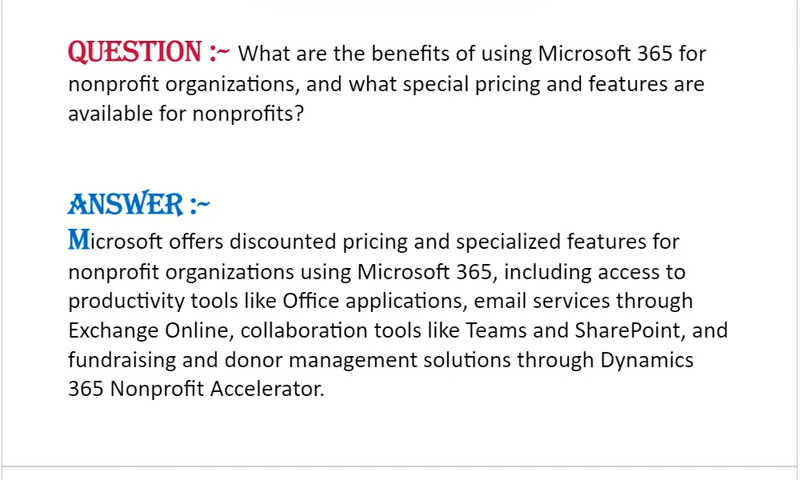 QUESTION :~ What are the benefits of using Microsoft 365 for
nonprofit organizations, and what special pricing and features are
available for nonprofits?
ANSWER :~
Microsoft offers discounted pricing and specialized features for
nonprofit organizations using Microsoft 365, including access to
productivity tools like Office applications, email services through
Exchange Online, collaboration tools like Teams and SharePoint, and
fundraising and donor management solutions through Dynamics
365 Nonprofit Accelerator.